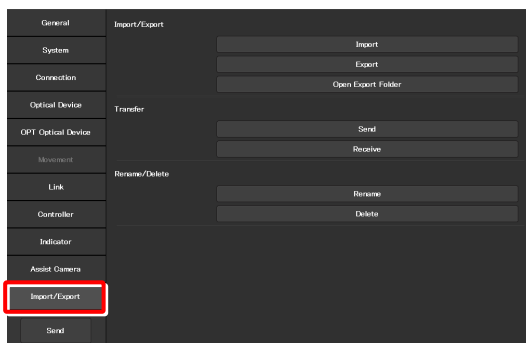 General
System
Connection
Optical Device
OPT Optical Device
Movement
Link
Controller
Indicator
Assist Camera
Import/Export
Send
Import/Export
Import
Export
Open Export Folder
Transfer
Send
Receive
Rename/Delete
Rename
Delete